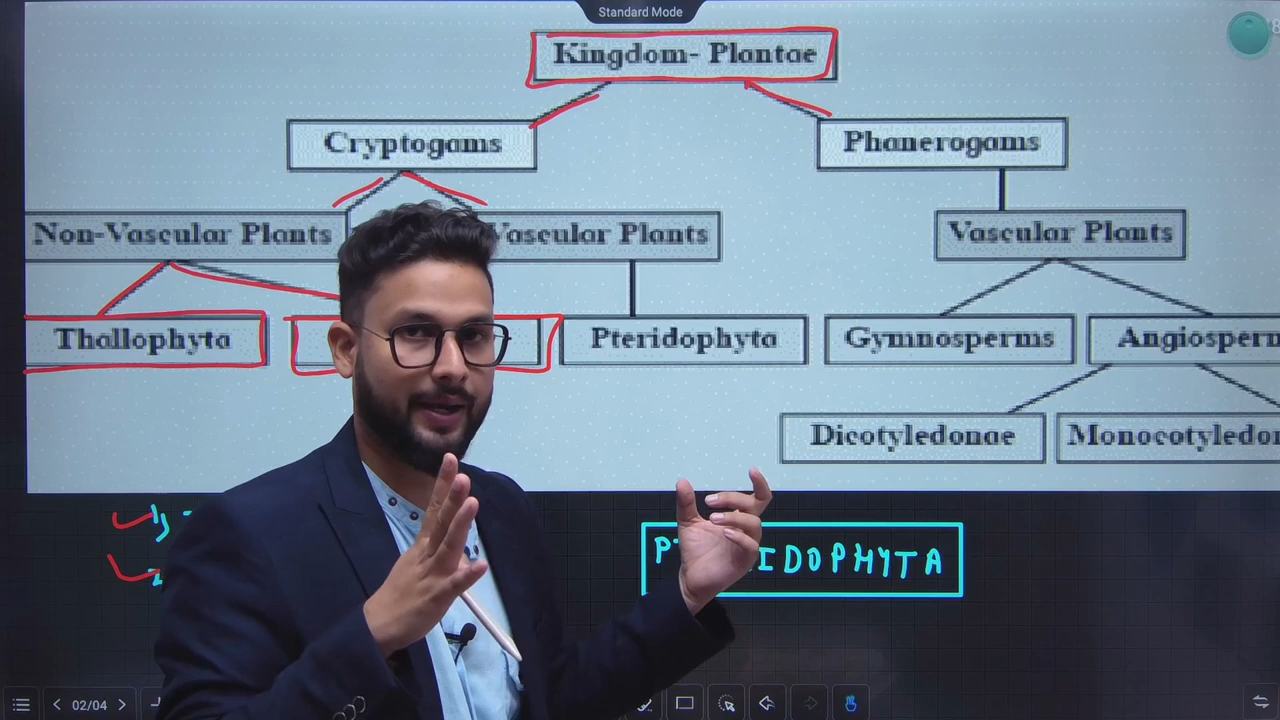 Standard Mode
Kingdom- Plantae
Cryptogams
Phanerogams
Non-Vascular Plants
Vascular Plants
Vascular Plants
Thallophyta
Pteridophyta
Gymnosperms
Dicotyledonae
02/04